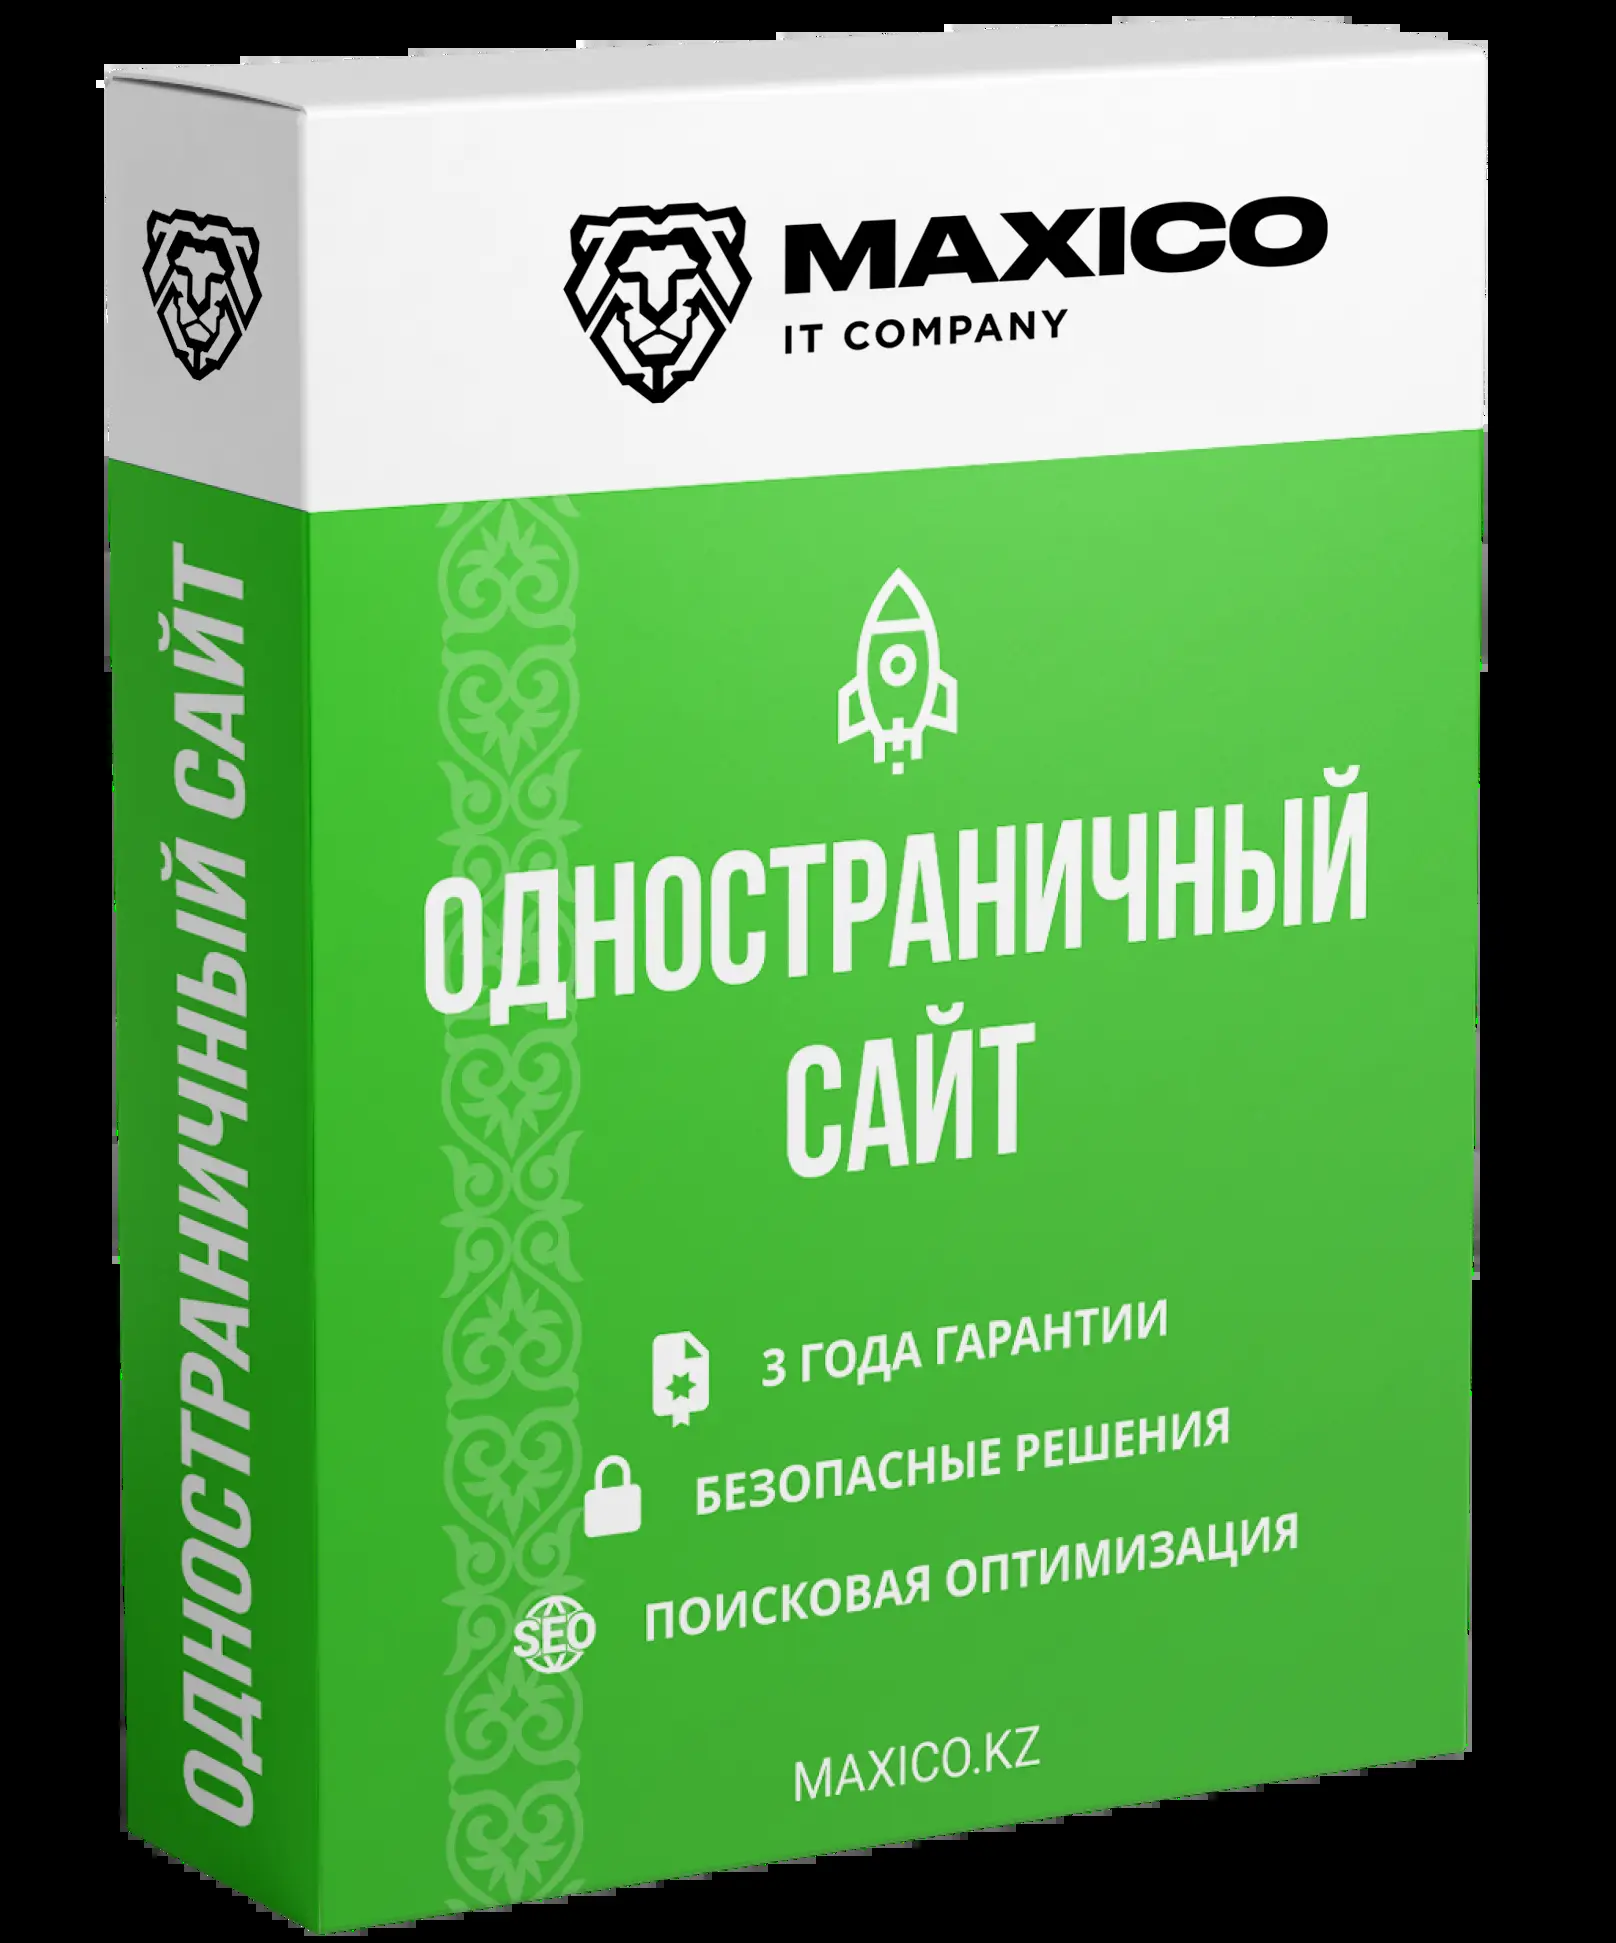 MAXICO
IT COMPANY
ОДНОСТРАНИЧНЫЙ САЙТ
ОДНОСТРАНИЧНЫЙ
САЙТ
3 ГОДА ГАРАНТИИ
БЕЗОПАСНЫЕ РЕШЕНИЯ
SEO
ПОИСКОВАЯ ОПТИМИЗАЦИЯ
MAXICO.KZ